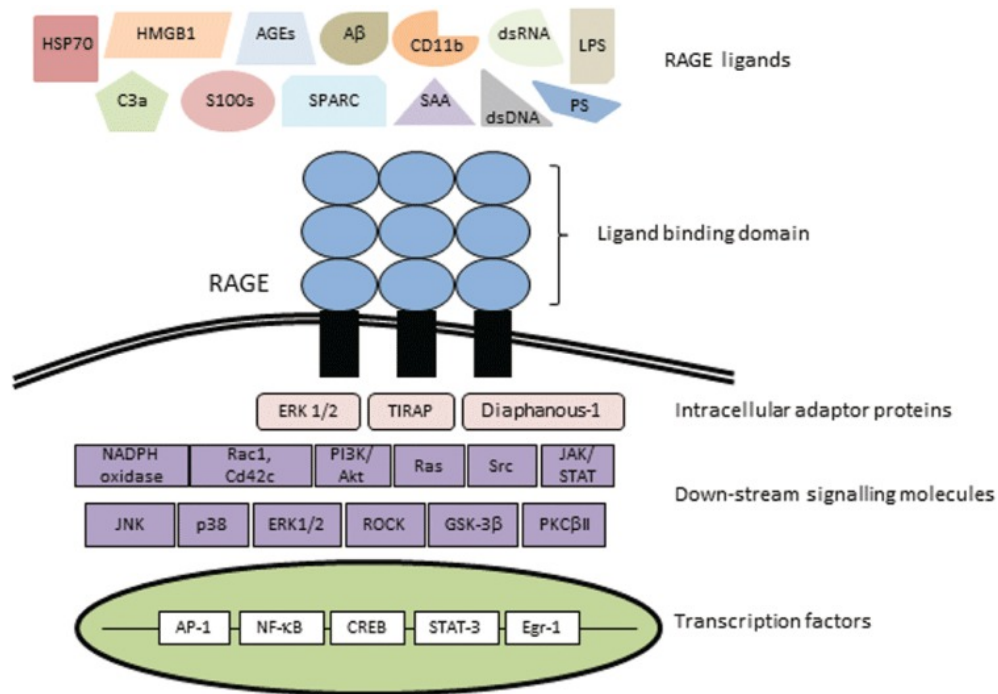 HSP70
HMGB1
AGEs
Aβ
CD11b
dsRNA
LPS
RAGE ligands
C3a
S100s
SPARC
SAA
dsDNA
PS
Ligand binding domain
RAGE
ERK 1/2
TIRAP
Diaphanous-1
Intracellular adaptor proteins
NADPH
oxidase
Rac1,
Cd42c
PI3K/
Akt
Ras
Src
JAK/
STAT
Down-stream signalling molecules
JNK
p38
ERK1/2
ROCK
GSK-3β
PKCβII
Transcription factors
AP-1
NF-κB
CREB
STAT-3
Egr-1